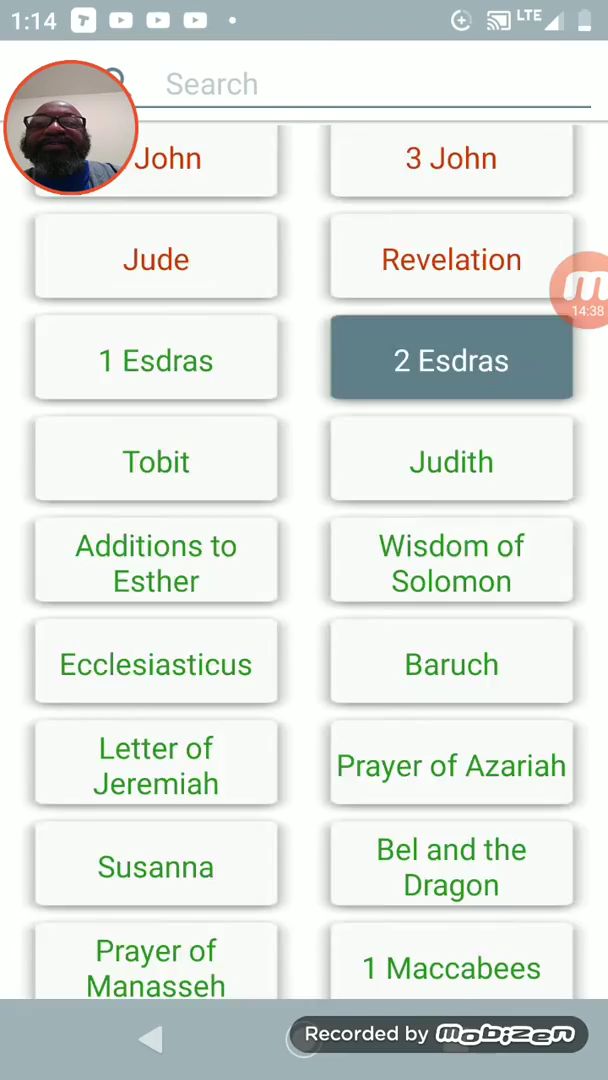 1:14
LTE
Search
John
3 John
Jude
Revelation
14:38
1 Esdras
2 Esdras
Tobit
Judith
Additions to
Esther
Wisdom of
Solomon
Ecclesiasticus
Baruch
Letter of
Jeremiah
Prayer of Azariah
Susanna
Bel and the
Dragon
Prayer of
Manasseh
1 Maccabees
Recorded by mobizen